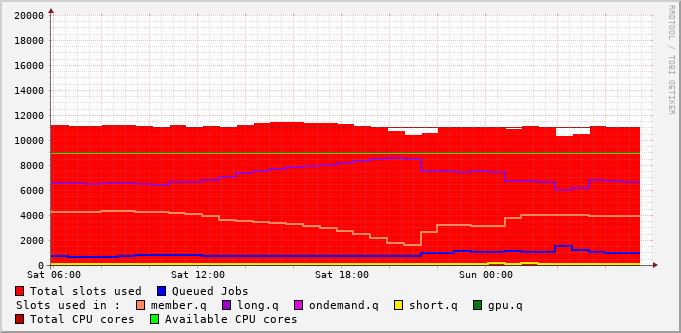 RRDTOOL / TOBI OETIKER
20000
18000
16000
14000
12000
10000
8000
6000
4000
2000
0
Sat 06:00 Sat 12:00 Sat 18:00 Sun 00:00
Total slots used Queued Jobs
Slots used in : member.q long.q ondemand.q short.q gpu.q
Total CPU cores Available CPU cores